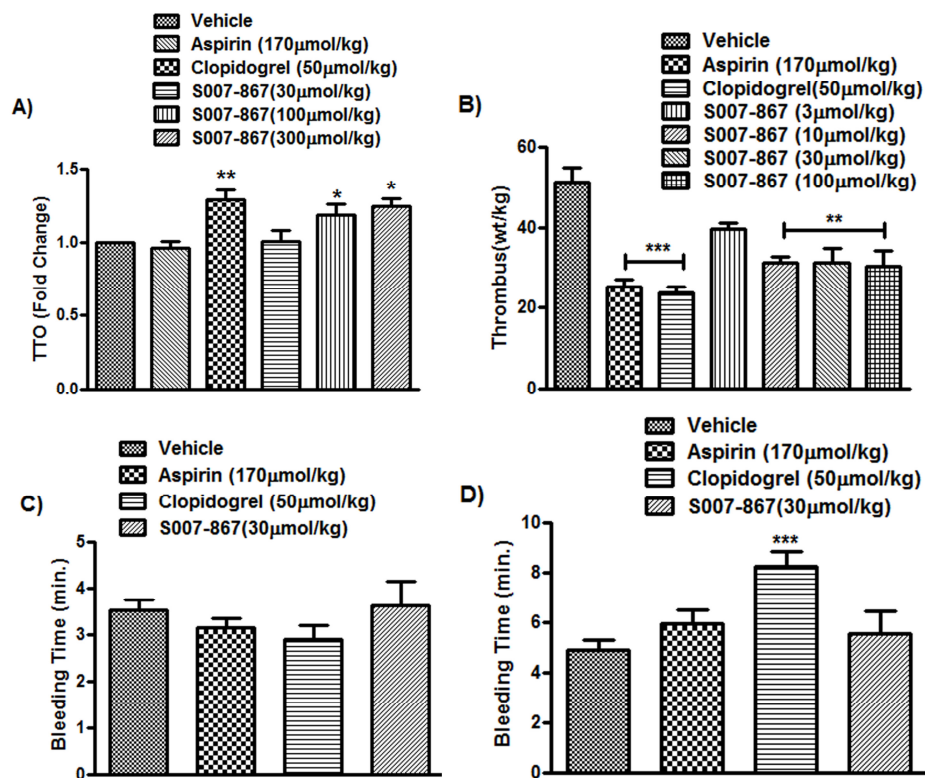 Vehicle
Aspirin (170µmol/kg)
Clopidogrel (50µmol/kg)
S007-867(30µmol/kg)
S007-867(100µmol/kg)
S007-867(300µmol/kg)
A)
TTO (Fold Change)
1.5
1.0
0.5
0.0
**
*
*
Vehicle
Aspirin (170µmol/kg)
Clopidogrel(50µmol/kg)
S007-867 (3µmol/kg)
S007-867 (10µmol/kg)
S007-867 (30µmol/kg)
S007-867 (100µmol/kg)
B)
Thrombus(wt/kg)
60
40
20
0
***
**
Vehicle
Aspirin (170µmol/kg)
Clopidogrel (50µmol/kg)
S007-867(30µmol/kg)
C)
Bleeding Time (min.)
5
4
3
2
1
0
Vehicle
Aspirin (170µmol/kg)
Clopidogrel (50µmol/kg)
S007-867(30µmol/kg)
D)
Bleeding Time (min.)
10
8
6
4
2
0
***